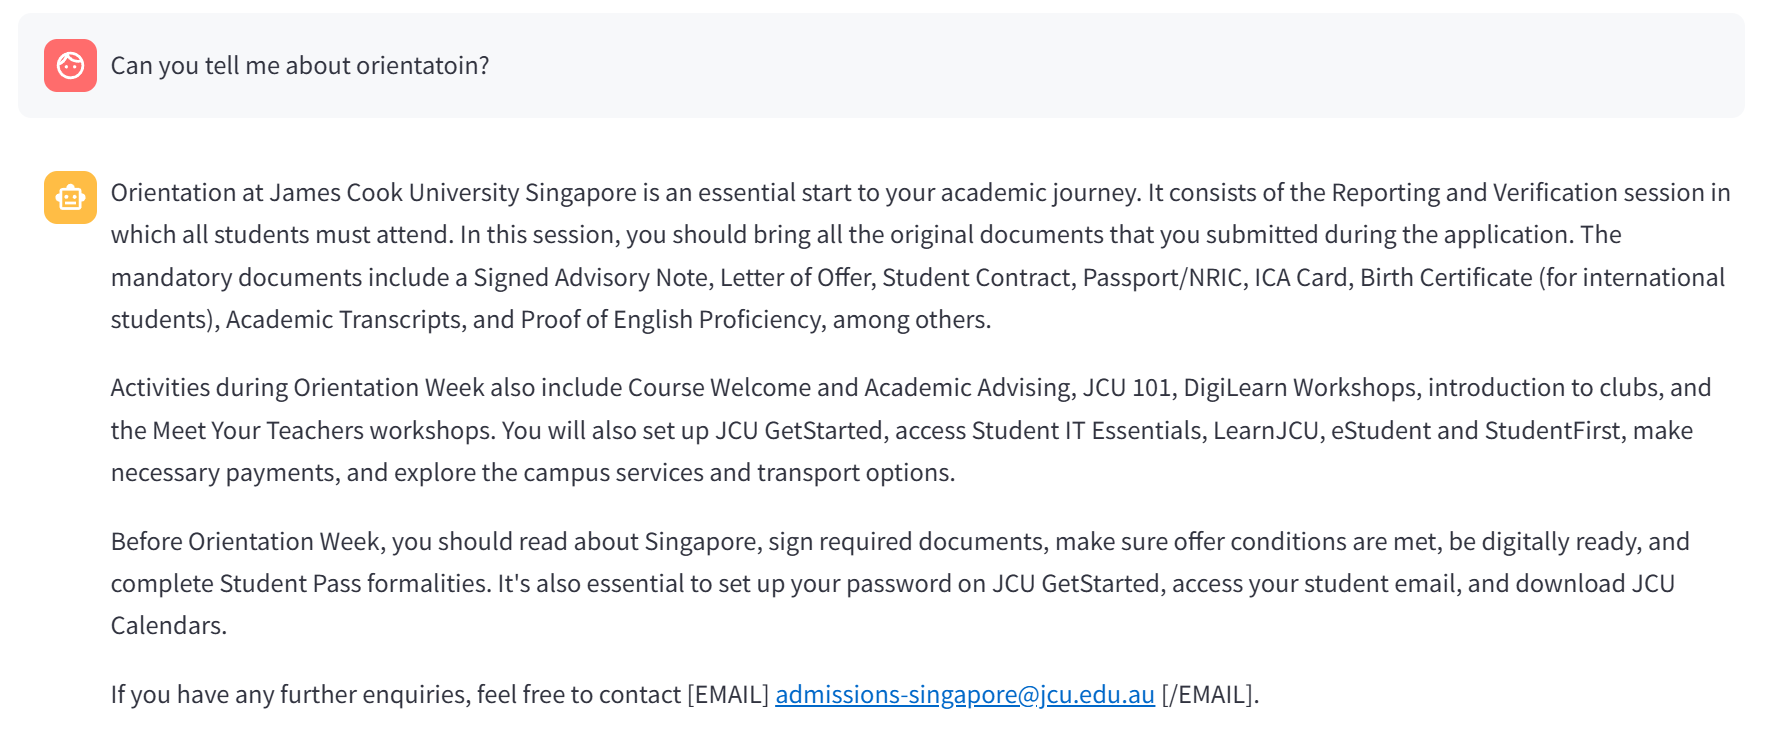 Can you tell me about orientatoin?
Orientation at James Cook University Singapore is an essential start to your academic journey. It consists of the Reporting and Verification session in
which all students must attend. In this session, you should bring all the original documents that you submitted during the application. The
mandatory documents include a Signed Advisory Note, Letter of Offer, Student Contract, Passport/NRIC, ICA Card, Birth Certificate (for international
students), Academic Transcripts, and Proof of English Proficiency, among others.
Activities during Orientation Week also include Course Welcome and Academic Advising, JCU 101, DigiLearn Workshops, introduction to clubs, and
the Meet Your Teachers workshops. You will also set up JCU GetStarted, access Student IT Essentials, LearnJCU, eStudent and StudentFirst, make
necessary payments, and explore the campus services and transport options.
Before Orientation Week, you should read about Singapore, sign required documents, make sure offer conditions are met, be digitally ready, and
complete Student Pass formalities. It's also essential to set up your password on JCU GetStarted, access your student email, and download JCU
Calendars.
If you have any further enquiries, feel free to contact [EMAIL] admissions-singapore@jcu.edu.au [/EMAIL].